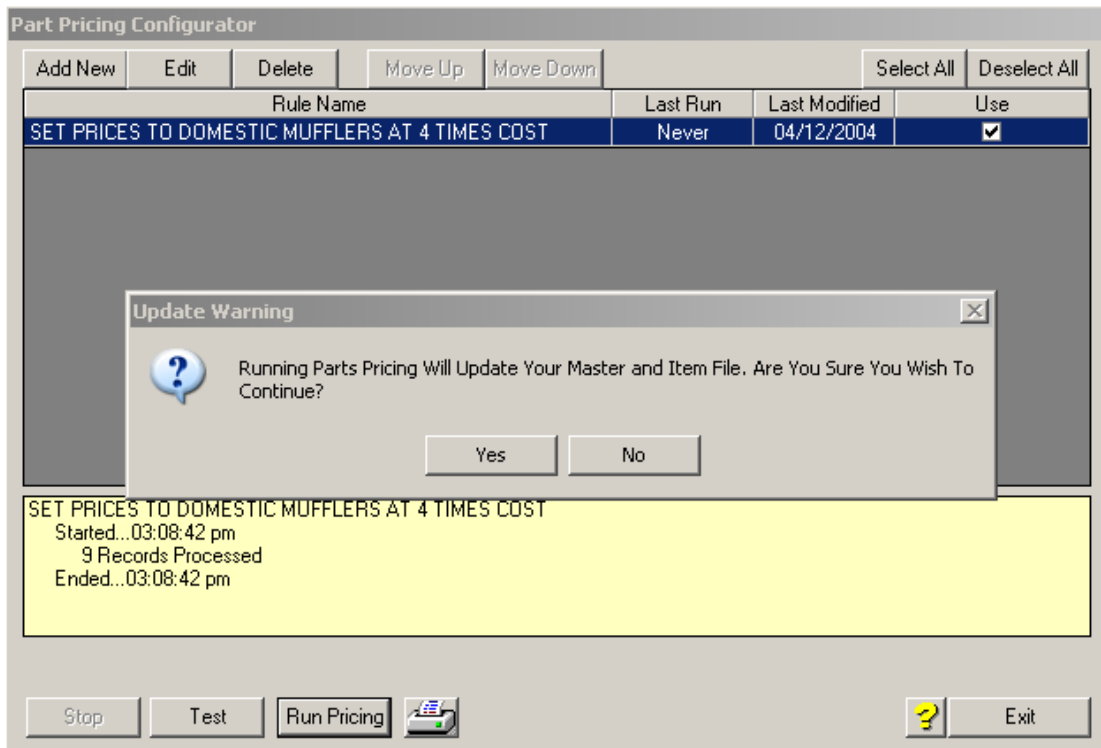 Part Pricing Configurator
Add New Edit Delete Move Up Move Down Select All Deselect All
Rule Name Last Run Last Modified Use
SET PRICES TO DOMESTIC MUFFLERS AT 4 TIMES COST Never 04/12/2004
Update Warning
Running Parts Pricing Will Update Your Master and Item File. Are You Sure You Wish To
Continue?
Yes No
SET PRICES TO DOMESTIC MUFFLERS AT 4 TIMES COST
Started...03:08:42 pm
9 Records Processed
Ended...03:08:42 pm
Stop Test Run Pricing Exit